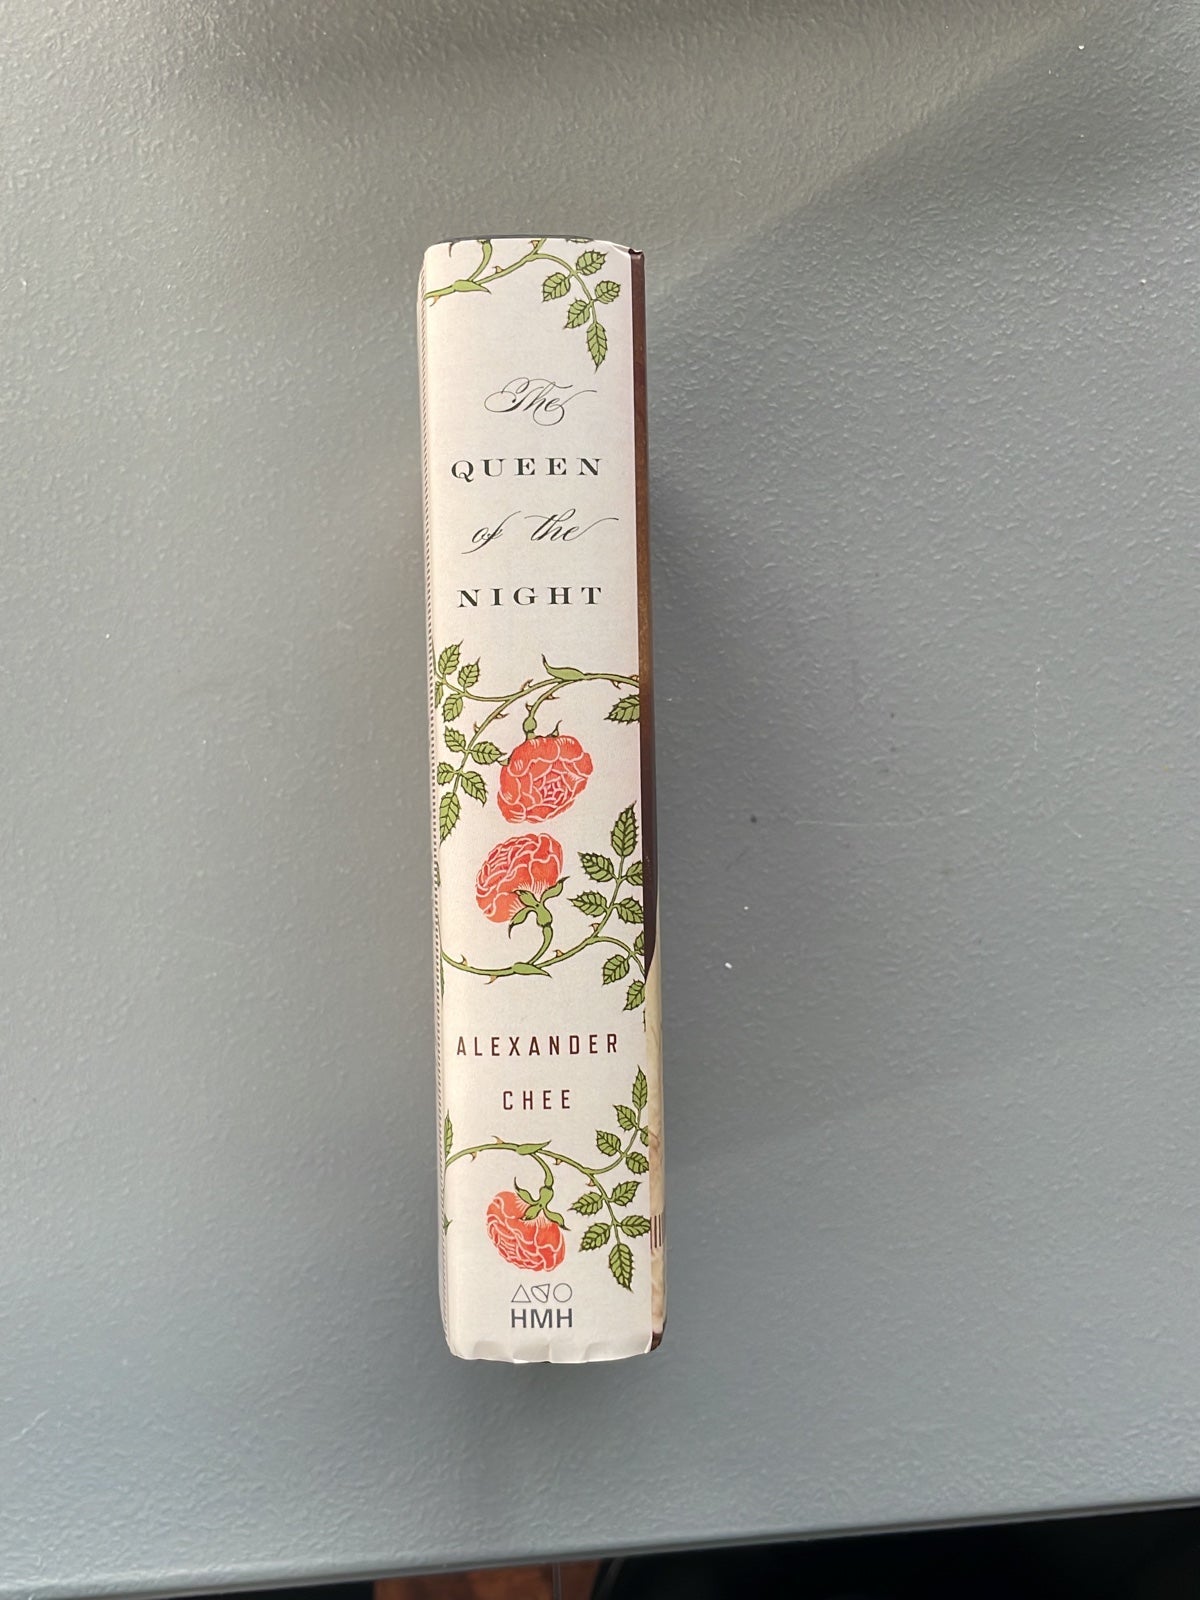 The
QUEEN
of the
NIGHT
ALEXANDER
CHEE
HMH